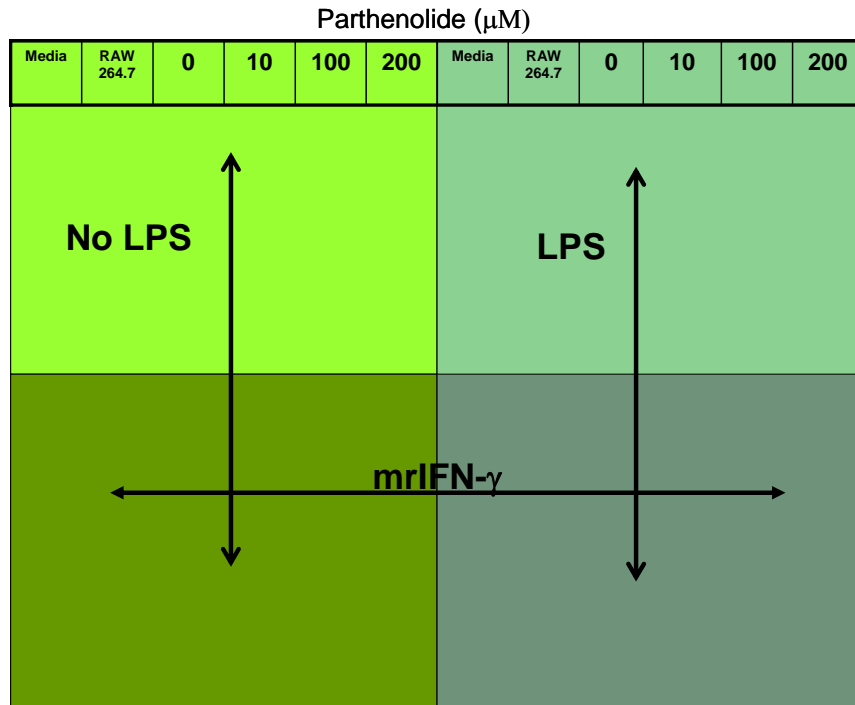 Parthenolide (μM)
Media RAW 264.7 0 10 100 200 Media RAW 264.7 0 10 100 200
No LPS
LPS
mrIFN-γ